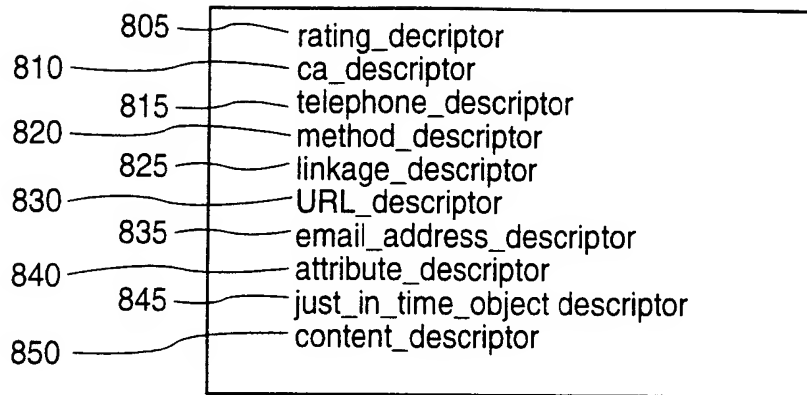 805 rating_decriptor
810 ca_descriptor
815 telephone_descriptor
820 method_descriptor
825 linkage_descriptor
830 URL_descriptor
835 email_address_descriptor
840 attribute_descriptor
845 just_in_time_object descriptor
850 content_descriptor